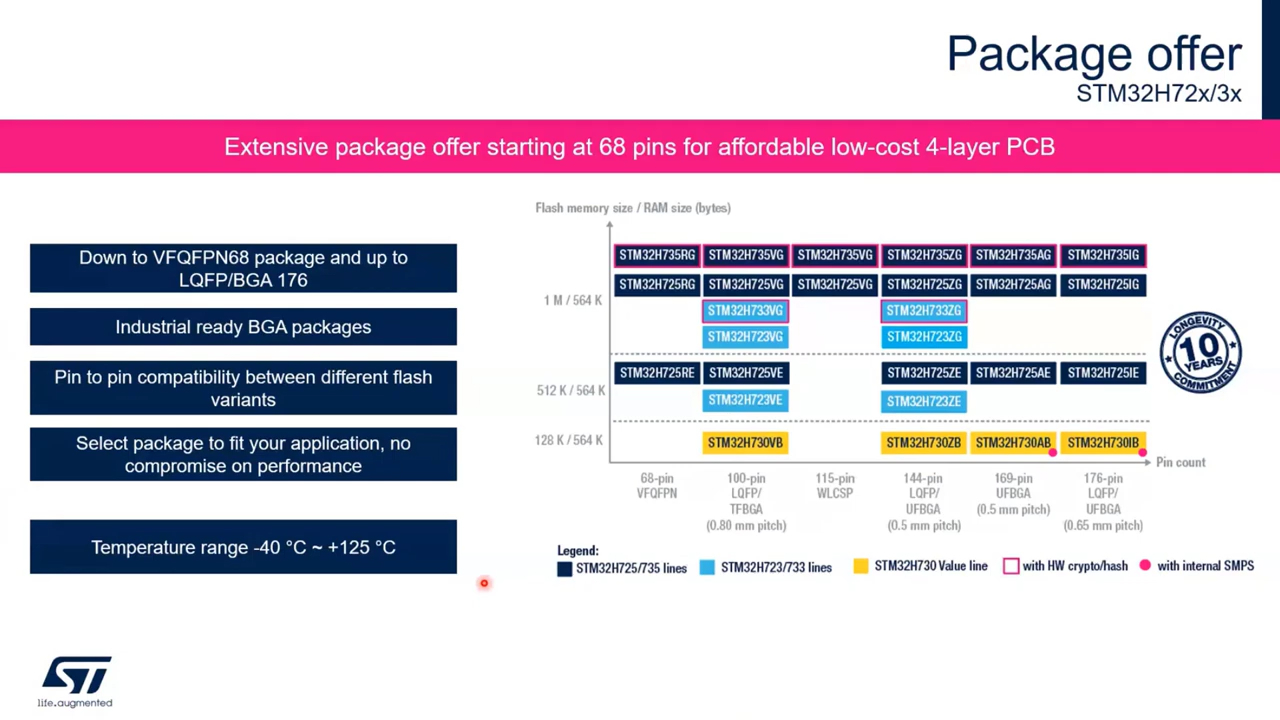 Package offer
STM32H72x/3x
Extensive package offer starting at 68 pins for affordable low-cost 4-layer PCB
Down to VFQFPN68 package and up to
LQFP/BGA 176
Industrial ready BGA packages
Pin to pin compatibility between different flash
variants
Select package to fit your application, no
compromise on performance
Temperature range -40 °C ~ +125 °C
Flash memory size / RAM size (bytes)
STM32H735RG STM32H735VG STM32H735VG STM32H735ZG STM32H735AG STM32H735IG
STM32H725RG STM32H725VG STM32H725VG STM32H725ZG STM32H725AG STM32H725IG
1 M / 564 K
STM32H733VG STM32H733ZG
STM32H723VG STM32H723ZG
STM32H725RE STM32H725VE STM32H725ZE STM32H725AE STM32H725IE
512 K / 564 K
STM32H723VE STM32H723ZE
128 K / 564 K
STM32H730VB STM32H730ZB STM32H730AB STM32H730IB
Pin count
68-pin
VFQFPN
100-pin
LQFP/
TFBGA
(0.80 mm pitch)
115-pin
WLCSP
144-pin
LQFP/
UFBGA
(0.5 mm pitch)
169-pin
UFBGA
(0.5 mm pitch)
176-pin
LQFP/
UFBGA
(0.65 mm pitch)
Legend:
STM32H725/735 lines
STM32H723/733 lines
STM32H730 Value line
with HW crypto/hash
with internal SMPS
LONGEVITY
10
YEARS
COMMITMENT
ST
life.augmented